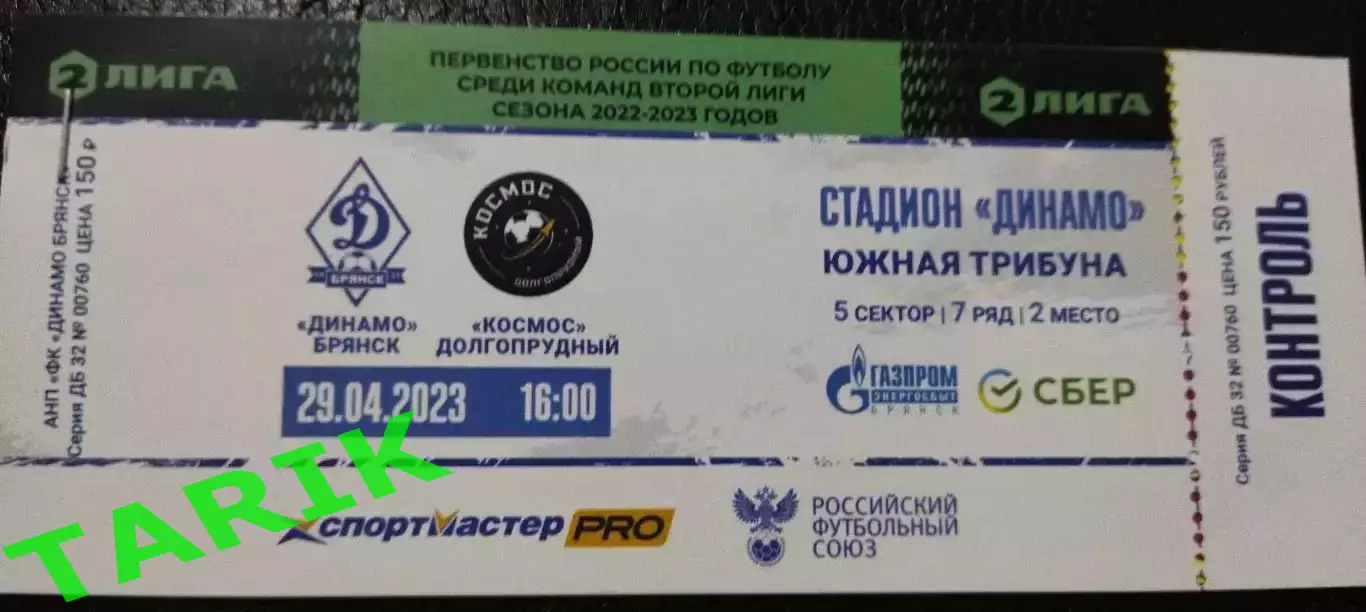 2 ЛИГА
ПЕРВЕНСТВО РОССИИ ПО ФУТБОЛУ
СРЕДИ КОМАНД ВТОРОЙ ЛИГИ
СЕЗОНА 2022-2023 ГОДОВ
2 ЛИГА
АНП «ФК «ДИНАМО БРЯНСК
Серия ДБ 32 № 00760 ЦЕНА 150 Р
Д
БРЯНСК
КОСМОС
ДОЛГОПРУДНЫЙ
«ДИНАМО»
БРЯНСК
«КОСМОС»
ДОЛГОПРУДНЫЙ
29.04.2023 16:00
СТАДИОН «ДИНАМО»
ЮЖНАЯ ТРИБУНА
5 СЕКТОР | 7 РЯД | 2 МЕСТО
ГАЗПРОМ
ЭНЕРГОСБЫТ
БРЯНСК
СБЕР
СПОРТМАСТЕР PRO
РОССИЙСКИЙ
ФУТБОЛЬНЫЙ
СОЮЗ
Серия ДБ 32 № 00760 ЦЕНА 150 РУБЛЕЙ
КОНТРОЛЬ
TARIK